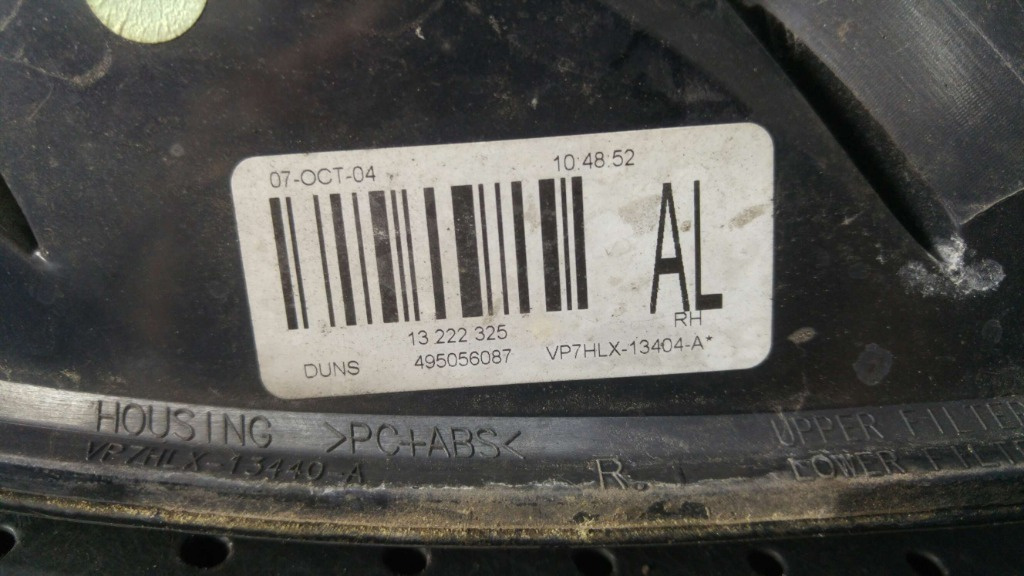 07-OCT-04 10:48:52
AL
RH
13 222 325
DUNS 495056087 VP7HLX-13404-A*
HOUSING >PC+ABS< UPPER FILTER
VP7HLX-13440-A R. LOWER FILTE